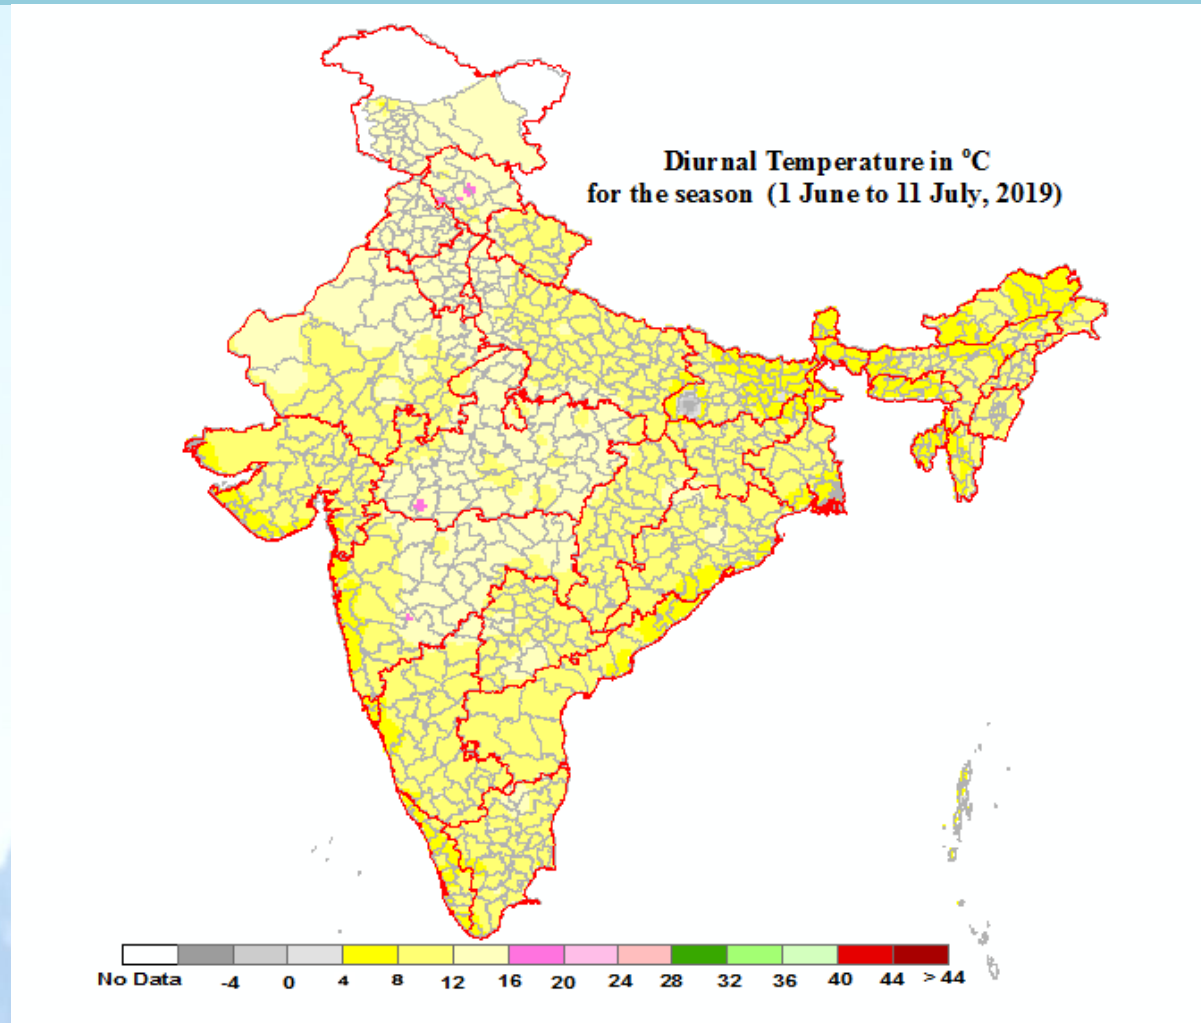 Diurnal Temperature in °C
for the season (1 June to 11 July, 2019)
No Data -4 0 4 8 12 16 20 24 28 32 36 40 44 > 44